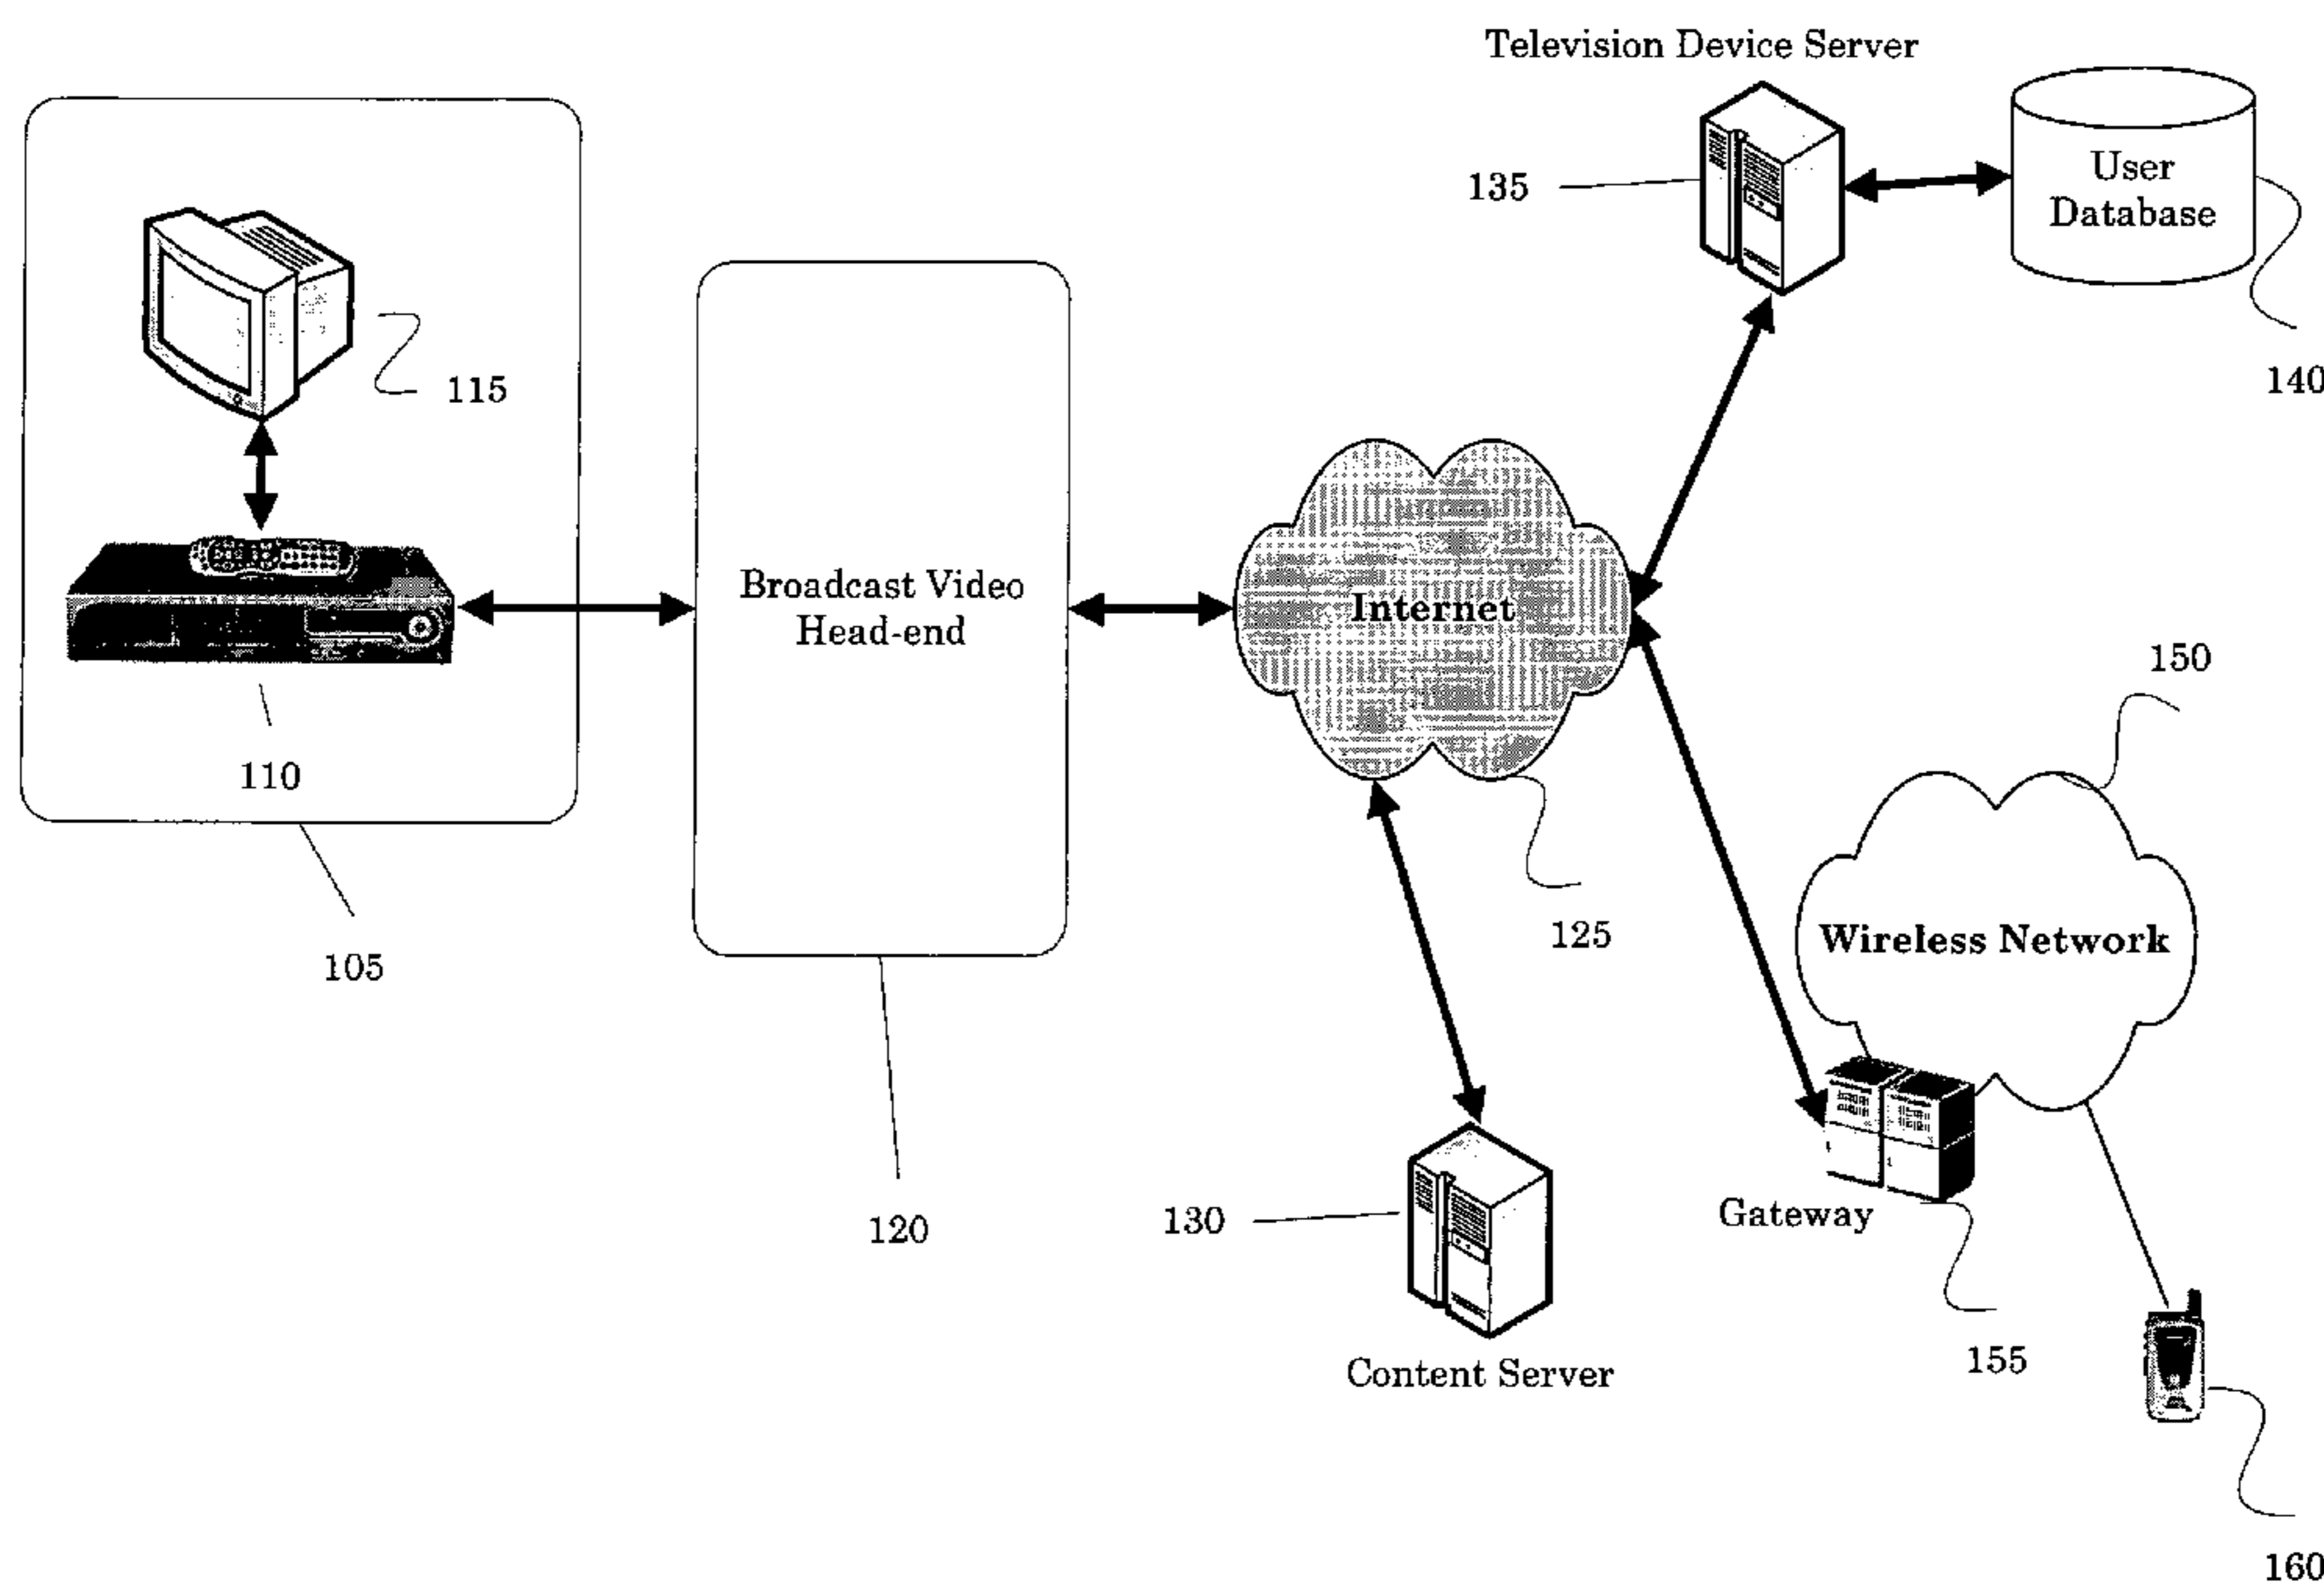 Television Device Server
135
User
Database
140
115
Broadcast Video
Head-end
Internet
110
150
105
125
Wireless Network
120
130
Gateway
155
Content Server
160